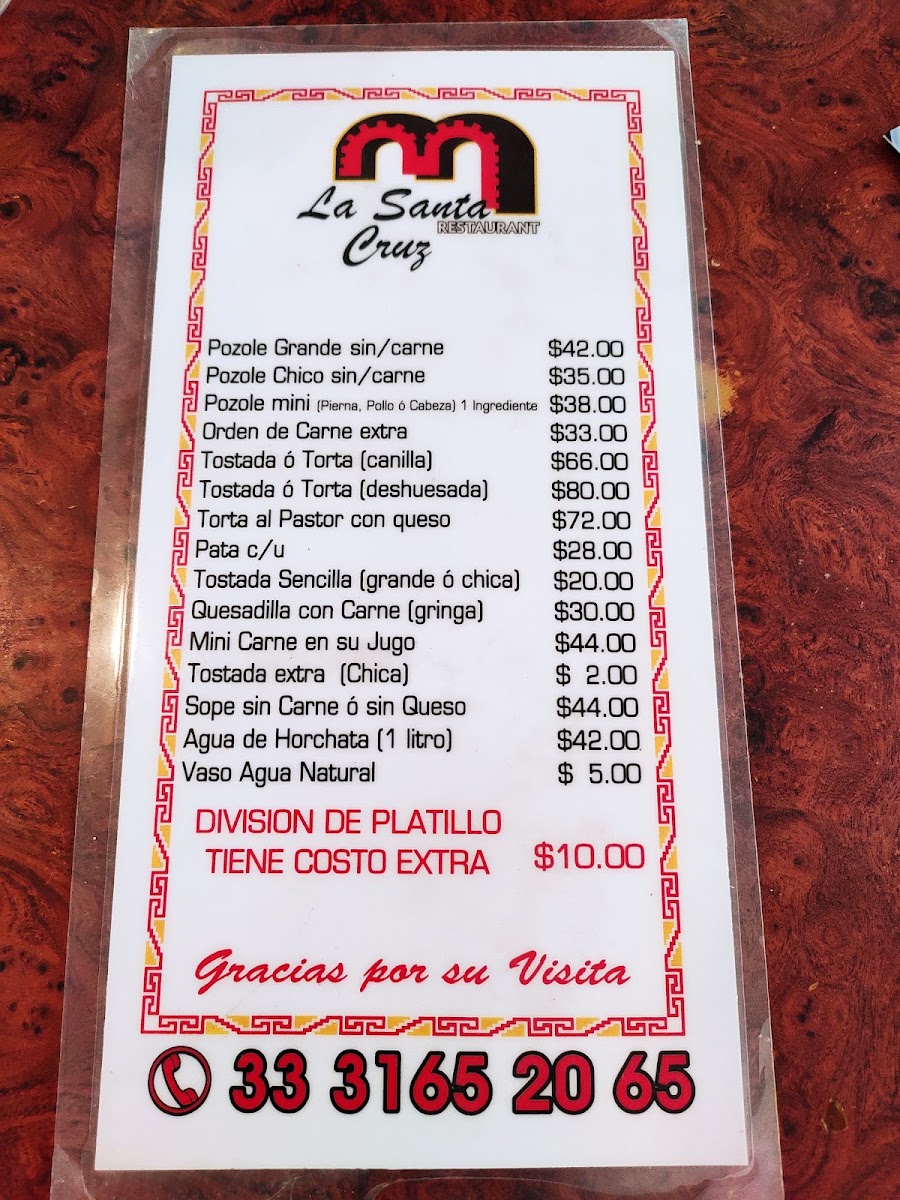 La Santa
RESTAURANT
Cruz
Pozole Grande sin/carne $42.00
Pozole Chico sin/carne $35.00
Pozole mini (Pierna, Pollo ó Cabeza) 1 Ingrediente $38.00
Orden de Carne extra $33.00
Tostada ó Torta (canilla) $66.00
Tostada ó Torta (deshuesada) $80.00
Torta al Pastor con queso $72.00
Pata c/u $28.00
Tostada Sencilla (grande ó chica) $20.00
Quesadilla con Carne (gringa) $30.00
Mini Carne en su Jugo $44.00
Tostada extra (Chica) $ 2.00
Sope sin Carne ó sin Queso $44.00
Agua de Horchata (1 litro) $42.00
Vaso Agua Natural $ 5.00
DIVISION DE PLATILLO
TIENE COSTO EXTRA $10.00
Gracias por su Visita
33 3165 20 65